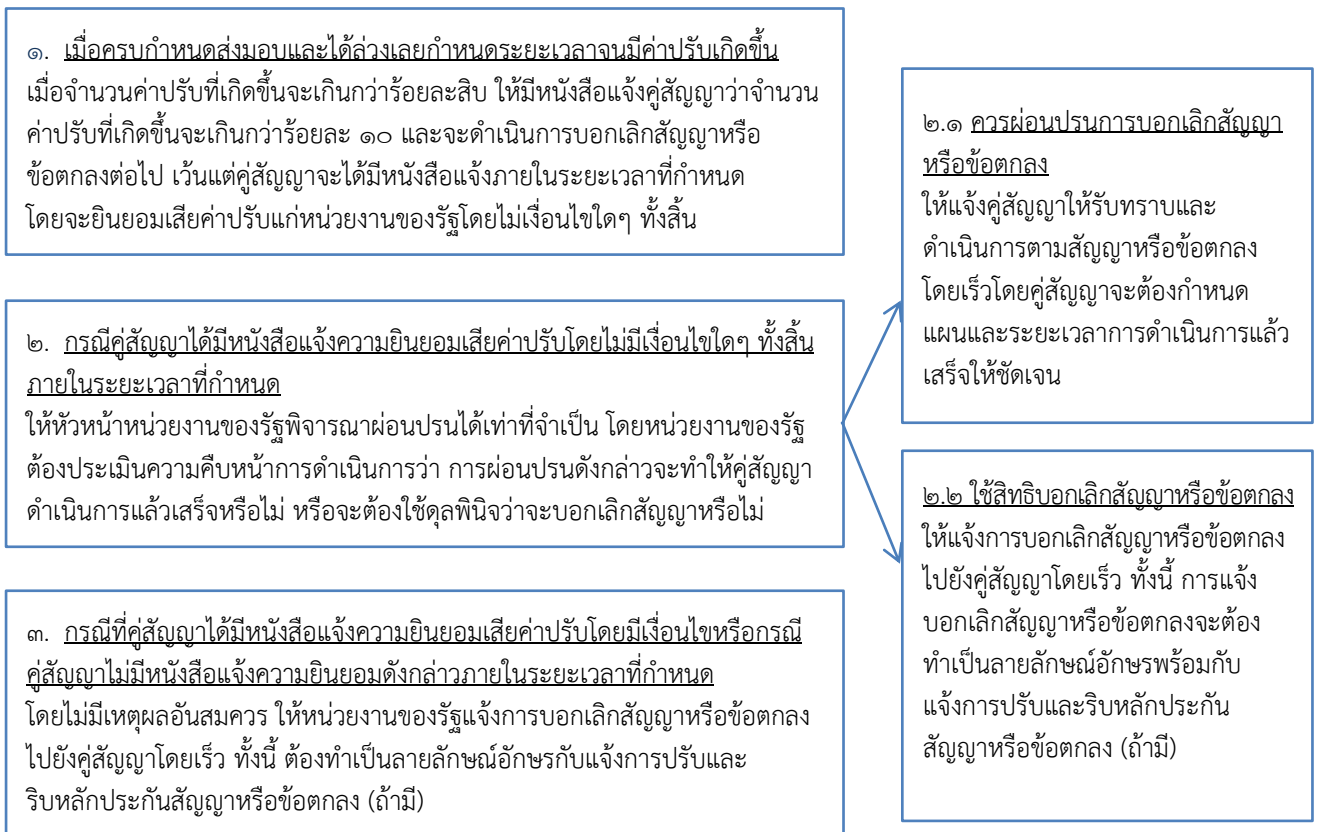 ๑. เมื่อครบกำหนดส่งมอบและได้ล่วงเลยกำหนดระยะเวลาจนมีค่าปรับเกิดขึ้น
เมื่อจำนวนค่าปรับที่เกิดขึ้นจะเกินกว่าร้อยละสิบ ให้มีหนังสือแจ้งคู่สัญญาว่าจำนวน
ค่าปรับที่เกิดขึ้นจะเกินกว่าร้อยละ ๑๐ และจะดำเนินการบอกเลิกสัญญาหรือ
ข้อตกลงต่อไป เว้นแต่คู่สัญญาจะได้มีหนังสือแจ้งภายในระยะเวลาที่กำหนด
โดยจะยินยอมเสียค่าปรับแก่หน่วยงานของรัฐโดยไม่เงื่อนไขใดๆ ทั้งสิ้น
๒. กรณีคู่สัญญาได้มีหนังสือแจ้งความยินยอมเสียค่าปรับโดยไม่มีเงื่อนไขใดๆ ทั้งสิ้น
ภายในระยะเวลาที่กำหนด
ให้หัวหน้าหน่วยงานของรัฐพิจารณาผ่อนปรนได้เท่าที่จำเป็น โดยหน่วยงานของรัฐ
ต้องประเมินความคืบหน้าการดำเนินการว่า การผ่อนปรนดังกล่าวจะทำให้คู่สัญญา
ดำเนินการแล้วเสร็จหรือไม่ หรือจะต้องใช้ดุลพินิจว่าจะบอกเลิกสัญญาหรือไม่
๓. กรณีที่คู่สัญญาได้มีหนังสือแจ้งความยินยอมเสียค่าปรับโดยมีเงื่อนไขหรือกรณี
คู่สัญญาไม่มีหนังสือแจ้งความยินยอมดังกล่าวภายในระยะเวลาที่กำหนด
โดยไม่มีเหตุผลอันสมควร ให้หน่วยงานของรัฐแจ้งการบอกเลิกสัญญาหรือข้อตกลง
ไปยังคู่สัญญาโดยเร็ว ทั้งนี้ ต้องทำเป็นลายลักษณ์อักษรกับแจ้งการปรับและ
ริบหลักประกันสัญญาหรือข้อตกลง (ถ้ามี)
๒.๑ ควรผ่อนปรนการบอกเลิกสัญญา
หรือข้อตกลง
ให้แจ้งคู่สัญญาให้รับทราบและ
ดำเนินการตามสัญญาหรือข้อตกลง
โดยเร็วโดยคู่สัญญาจะต้องกำหนด
แผนและระยะเวลาการดำเนินการแล้ว
เสร็จให้ชัดเจน
๒.๒ ใช้สิทธิบอกเลิกสัญญาหรือข้อตกลง
ให้แจ้งการบอกเลิกสัญญาหรือข้อตกลง
ไปยังคู่สัญญาโดยเร็ว ทั้งนี้ การแจ้ง
บอกเลิกสัญญาหรือข้อตกลงจะต้อง
ทำเป็นลายลักษณ์อักษรพร้อมกับ
แจ้งการปรับและริบหลักประกัน
สัญญาหรือข้อตกลง (ถ้ามี)